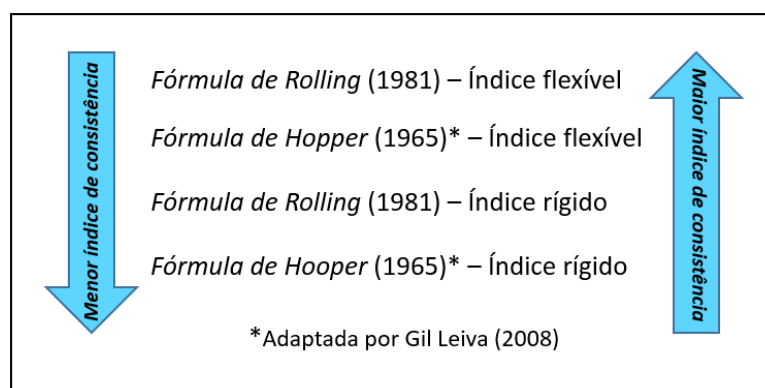 Menor índice de consistência
Fórmula de Rolling (1981) – Índice flexível
Fórmula de Hopper (1965)* – Índice flexível
Fórmula de Rolling (1981) – Índice rígido
Fórmula de Hooper (1965)* – Índice rígido
*Adaptada por Gil Leiva (2008)
Maior índice de consistência